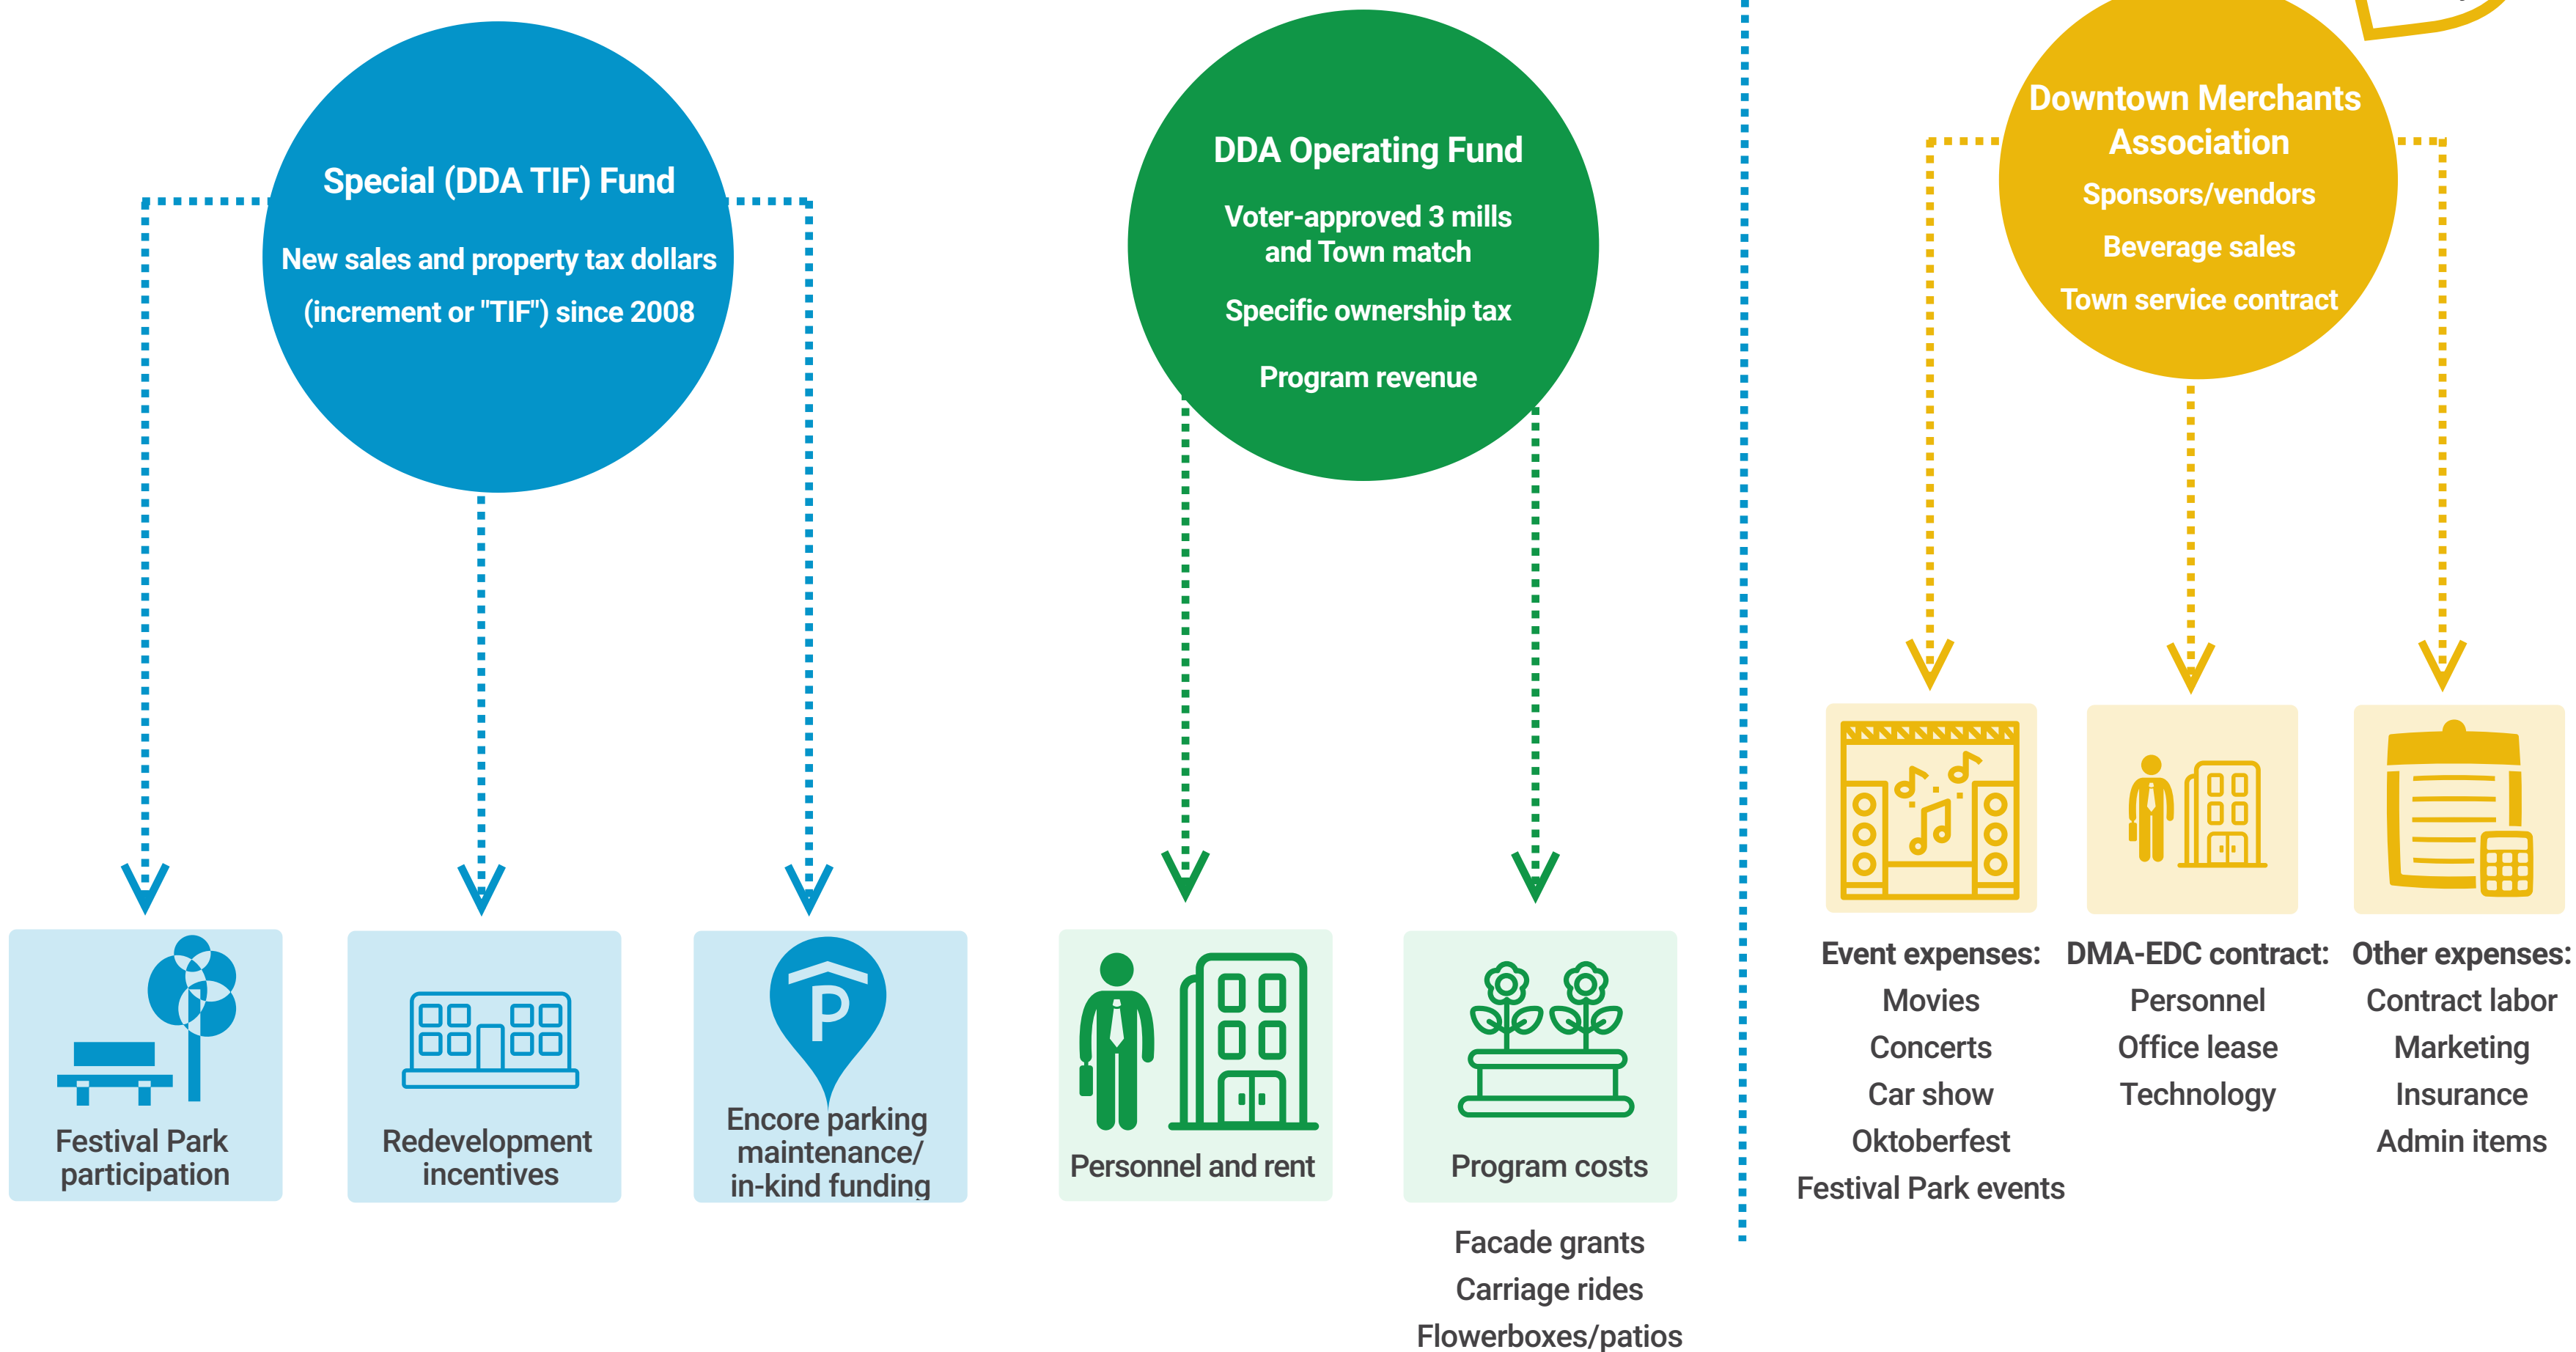 Special (DDA TIF) Fund
New sales and property tax dollars
(increment or "TIF") since 2008
Festival Park
participation
Redevelopment
incentives
P
Encore parking
maintenance/
in-kind funding
DDA Operating Fund
Voter-approved 3 mills
and Town match
Specific ownership tax
Program revenue
Personnel and rent
Program costs
Facade grants
Carriage rides
Flowerboxes/patios
Downtown Merchants
Association
Sponsors/vendors
Beverage sales
Town service contract
Event expenses:
Movies
Concerts
Car show
Oktoberfest
Festival Park events
DMA-EDC contract:
Personnel
Office lease
Technology
Other expenses:
Contract labor
Marketing
Insurance
Admin items